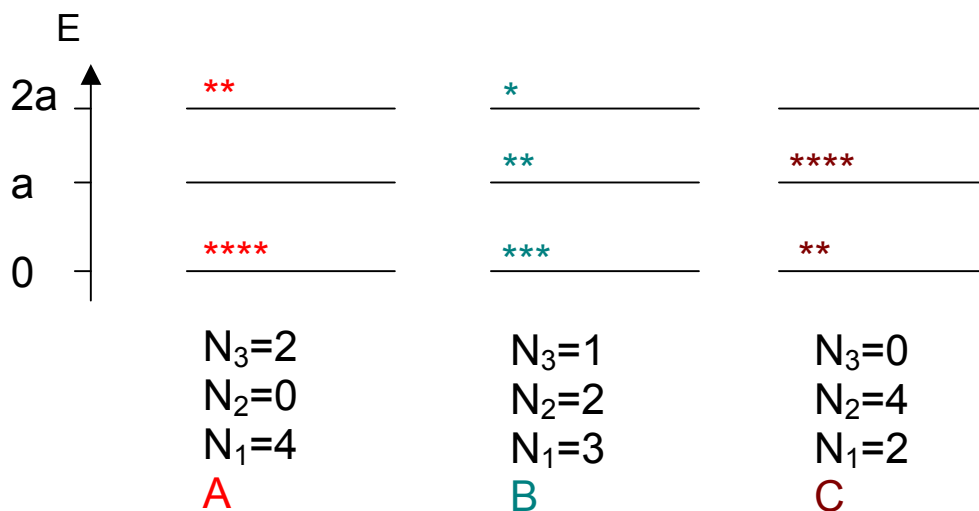 E
2a
a
0
** * 
** ****
**** *** **
N₃=2 N₃=1 N₃=0
N₂=0 N₂=2 N₂=4
N₁=4 N₁=3 N₁=2
A B C